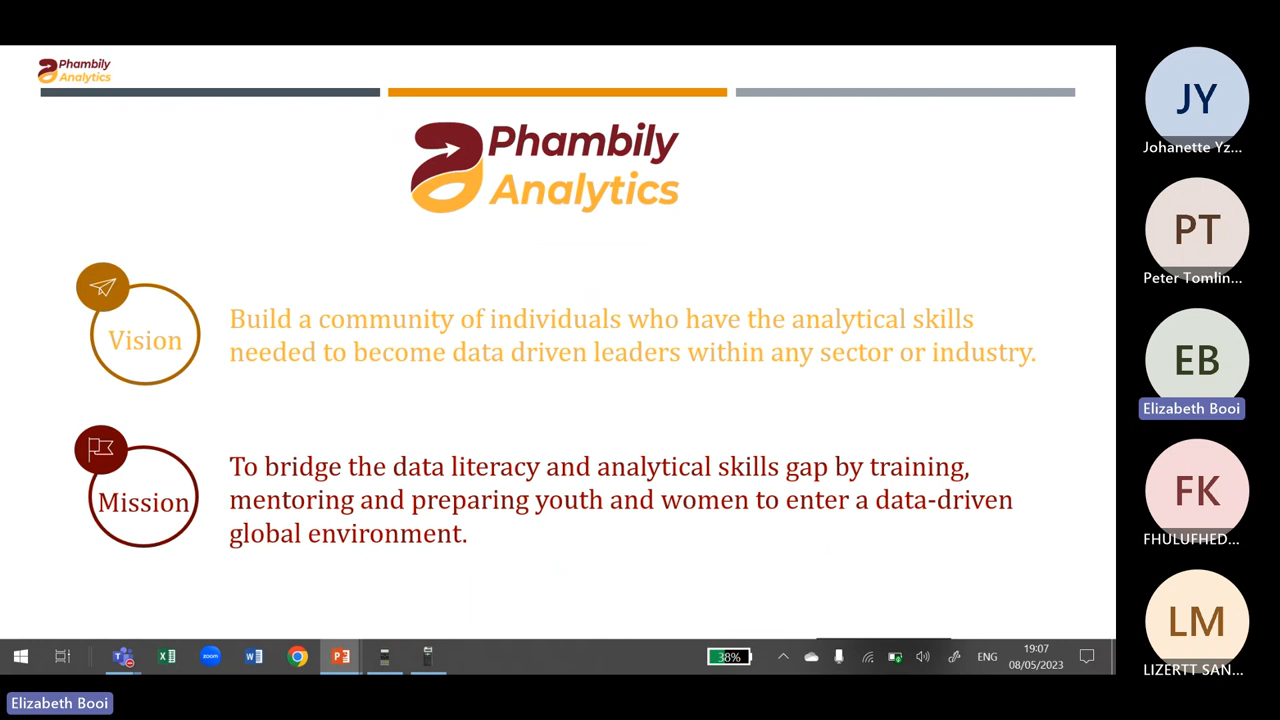 Phambily
Analytics
Phambily
Analytics
Vision
Build a community of individuals who have the analytical skills
needed to become data driven leaders within any sector or industry.
Mission
To bridge the data literacy and analytical skills gap by training,
mentoring and preparing youth and women to enter a data-driven
global environment.
JY
Johanette Yz...
PT
Peter Tomlin...
EB
Elizabeth Booi
FK
FHULUFHED...
LM
LIZERTT SAN...
zoom
38%
ENG
19:07
08/05/2023
Elizabeth Booi